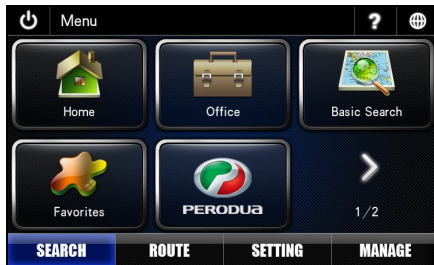 Menu
?
Home
Office
Basic Search
Favorites
PERODUA
1/2
SEARCH
ROUTE
SETTING
MANAGE